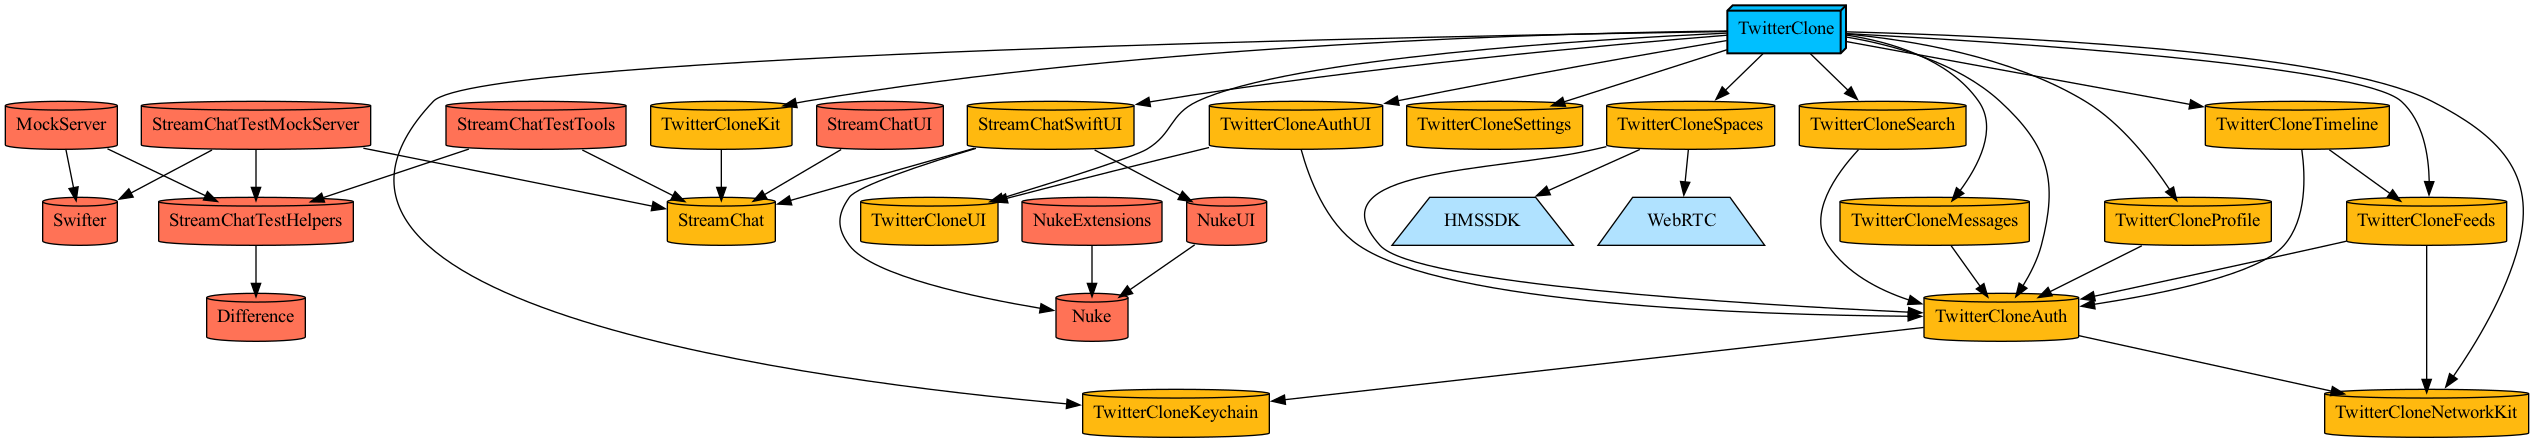 TwitterClone
MockServer
StreamChatTestMockServer
StreamChatTestTools
TwitterCloneKit
StreamChatUI
StreamChatSwiftUI
TwitterCloneAuthUI
TwitterCloneSettings
TwitterCloneSpaces
TwitterCloneSearch
TwitterCloneTimeline
Swifter
StreamChatTestHelpers
StreamChat
TwitterCloneUI
NukeExtensions
NukeUI
HMSSDK
WebRTC
TwitterCloneMessages
TwitterCloneProfile
TwitterCloneFeeds
Difference
Nuke
TwitterCloneAuth
TwitterCloneKeychain
TwitterCloneNetworkKit